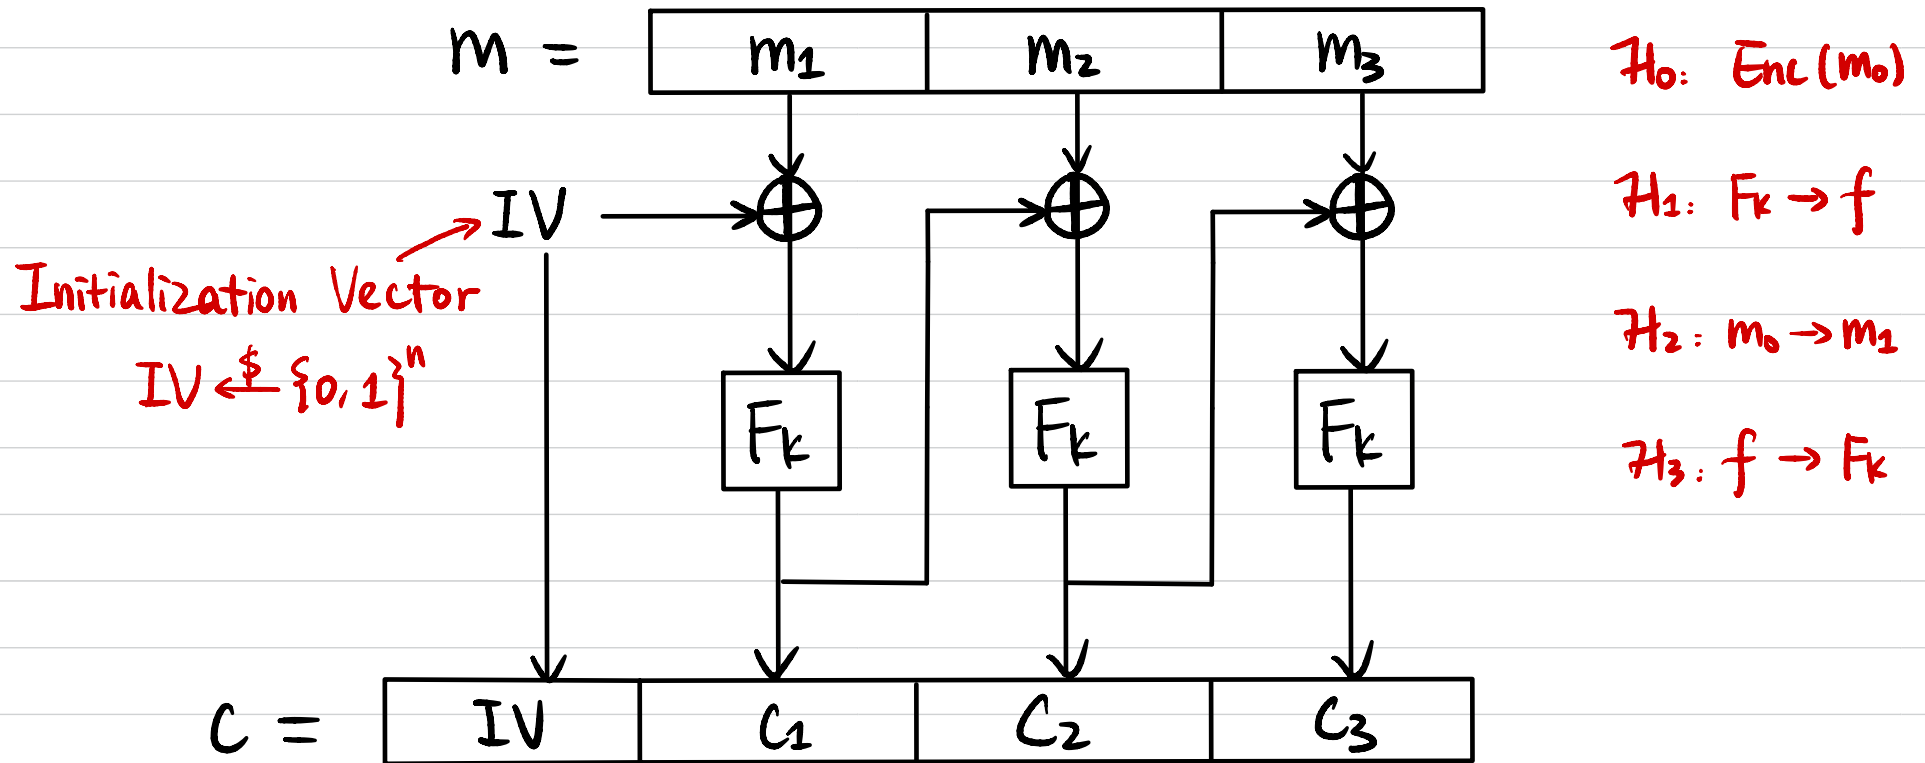 m = m₁ m₂ m₃
H₀: Enc(m₀)
H₁: Fₖ → f
IV
Initialization Vector
IV ←$ {0,1}ⁿ
H₂: m₀ → m₁
Fₖ Fₖ Fₖ
H₃: f → Fₖ
C = IV C₁ C₂ C₃